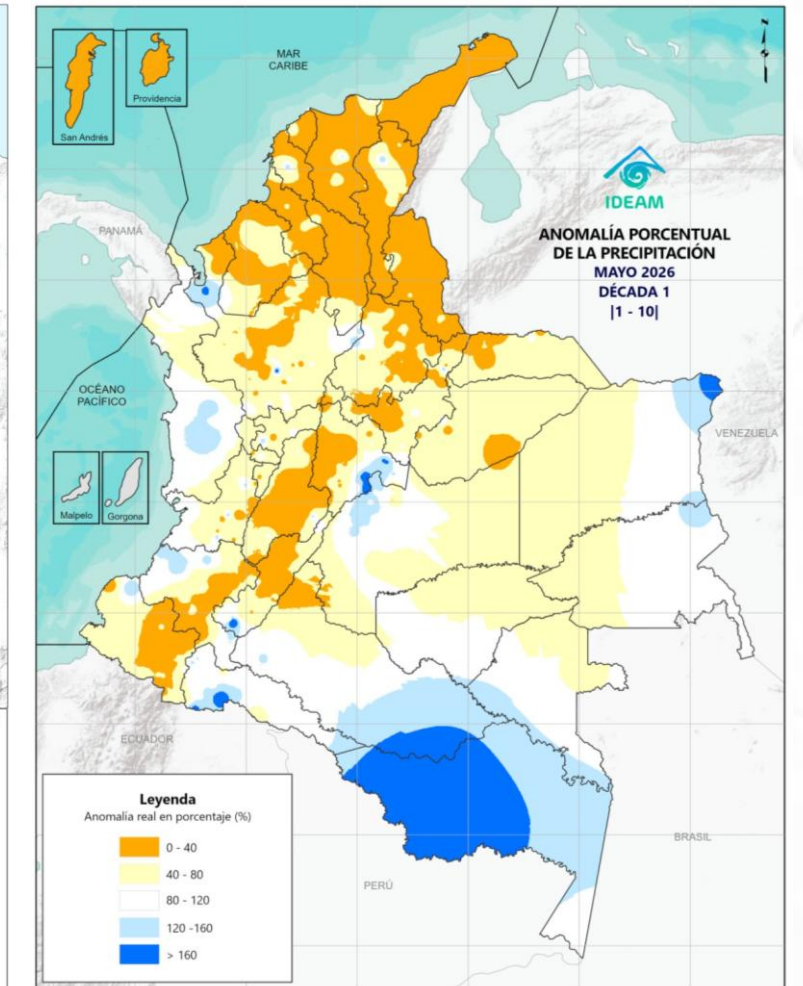 San Andrés
Providencia
MAR
CARIBE
IDEAM
ANOMALÍA PORCENTUAL
DE LA PRECIPITACIÓN
MAYO 2026
DÉCADA 1
|1 - 10|
PANAMÁ
OCÉANO
PACÍFICO
VENEZUELA
Malpelo
Gorgona
ECUADOR
BRASIL
PERÚ
Leyenda
Anomalía real en porcentaje (%)
0 - 40
40 - 80
80 - 120
120 -160
> 160